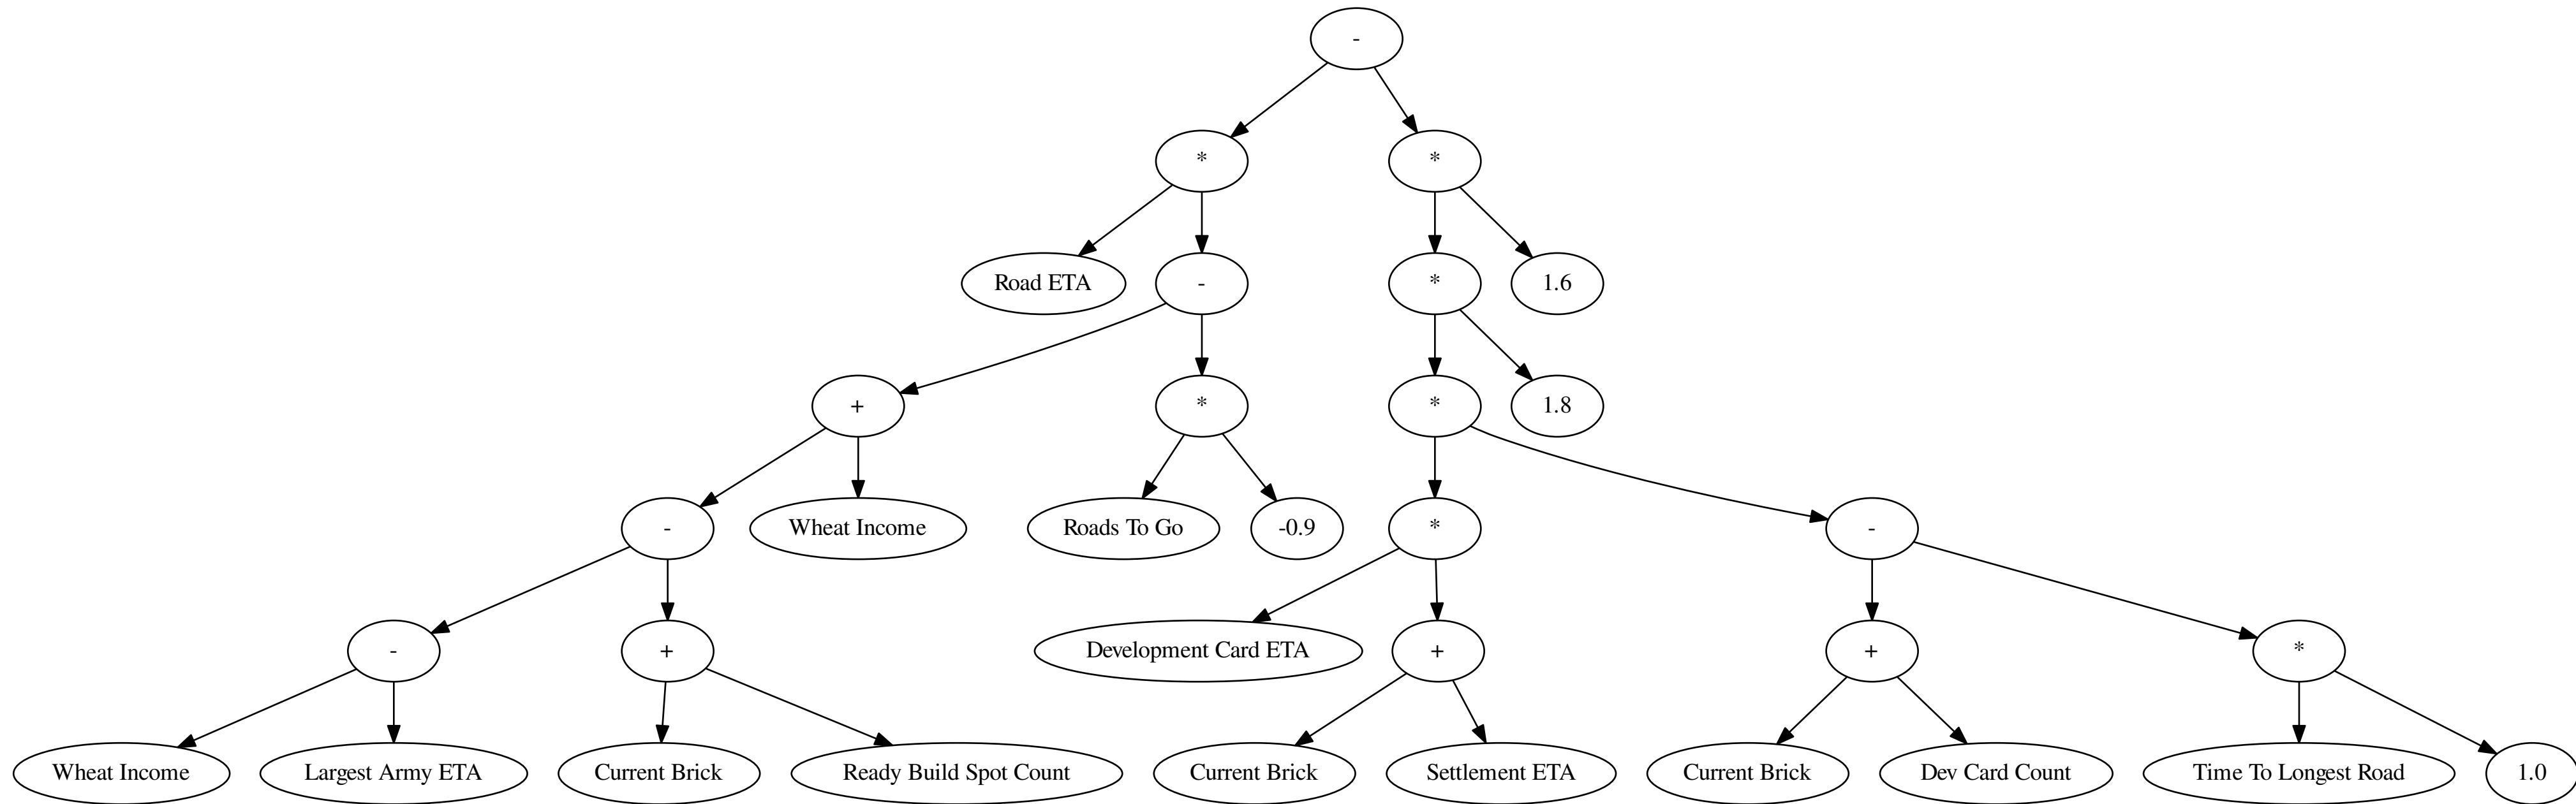 -
*
*
Road ETA
-
*
1.6
+
*
*
1.8
-
Wheat Income
Roads To Go
-0.9
*
-
-
+
Development Card ETA
+
+
*
Wheat Income
Largest Army ETA
Current Brick
Ready Build Spot Count
Current Brick
Settlement ETA
Current Brick
Dev Card Count
Time To Longest Road
1.0